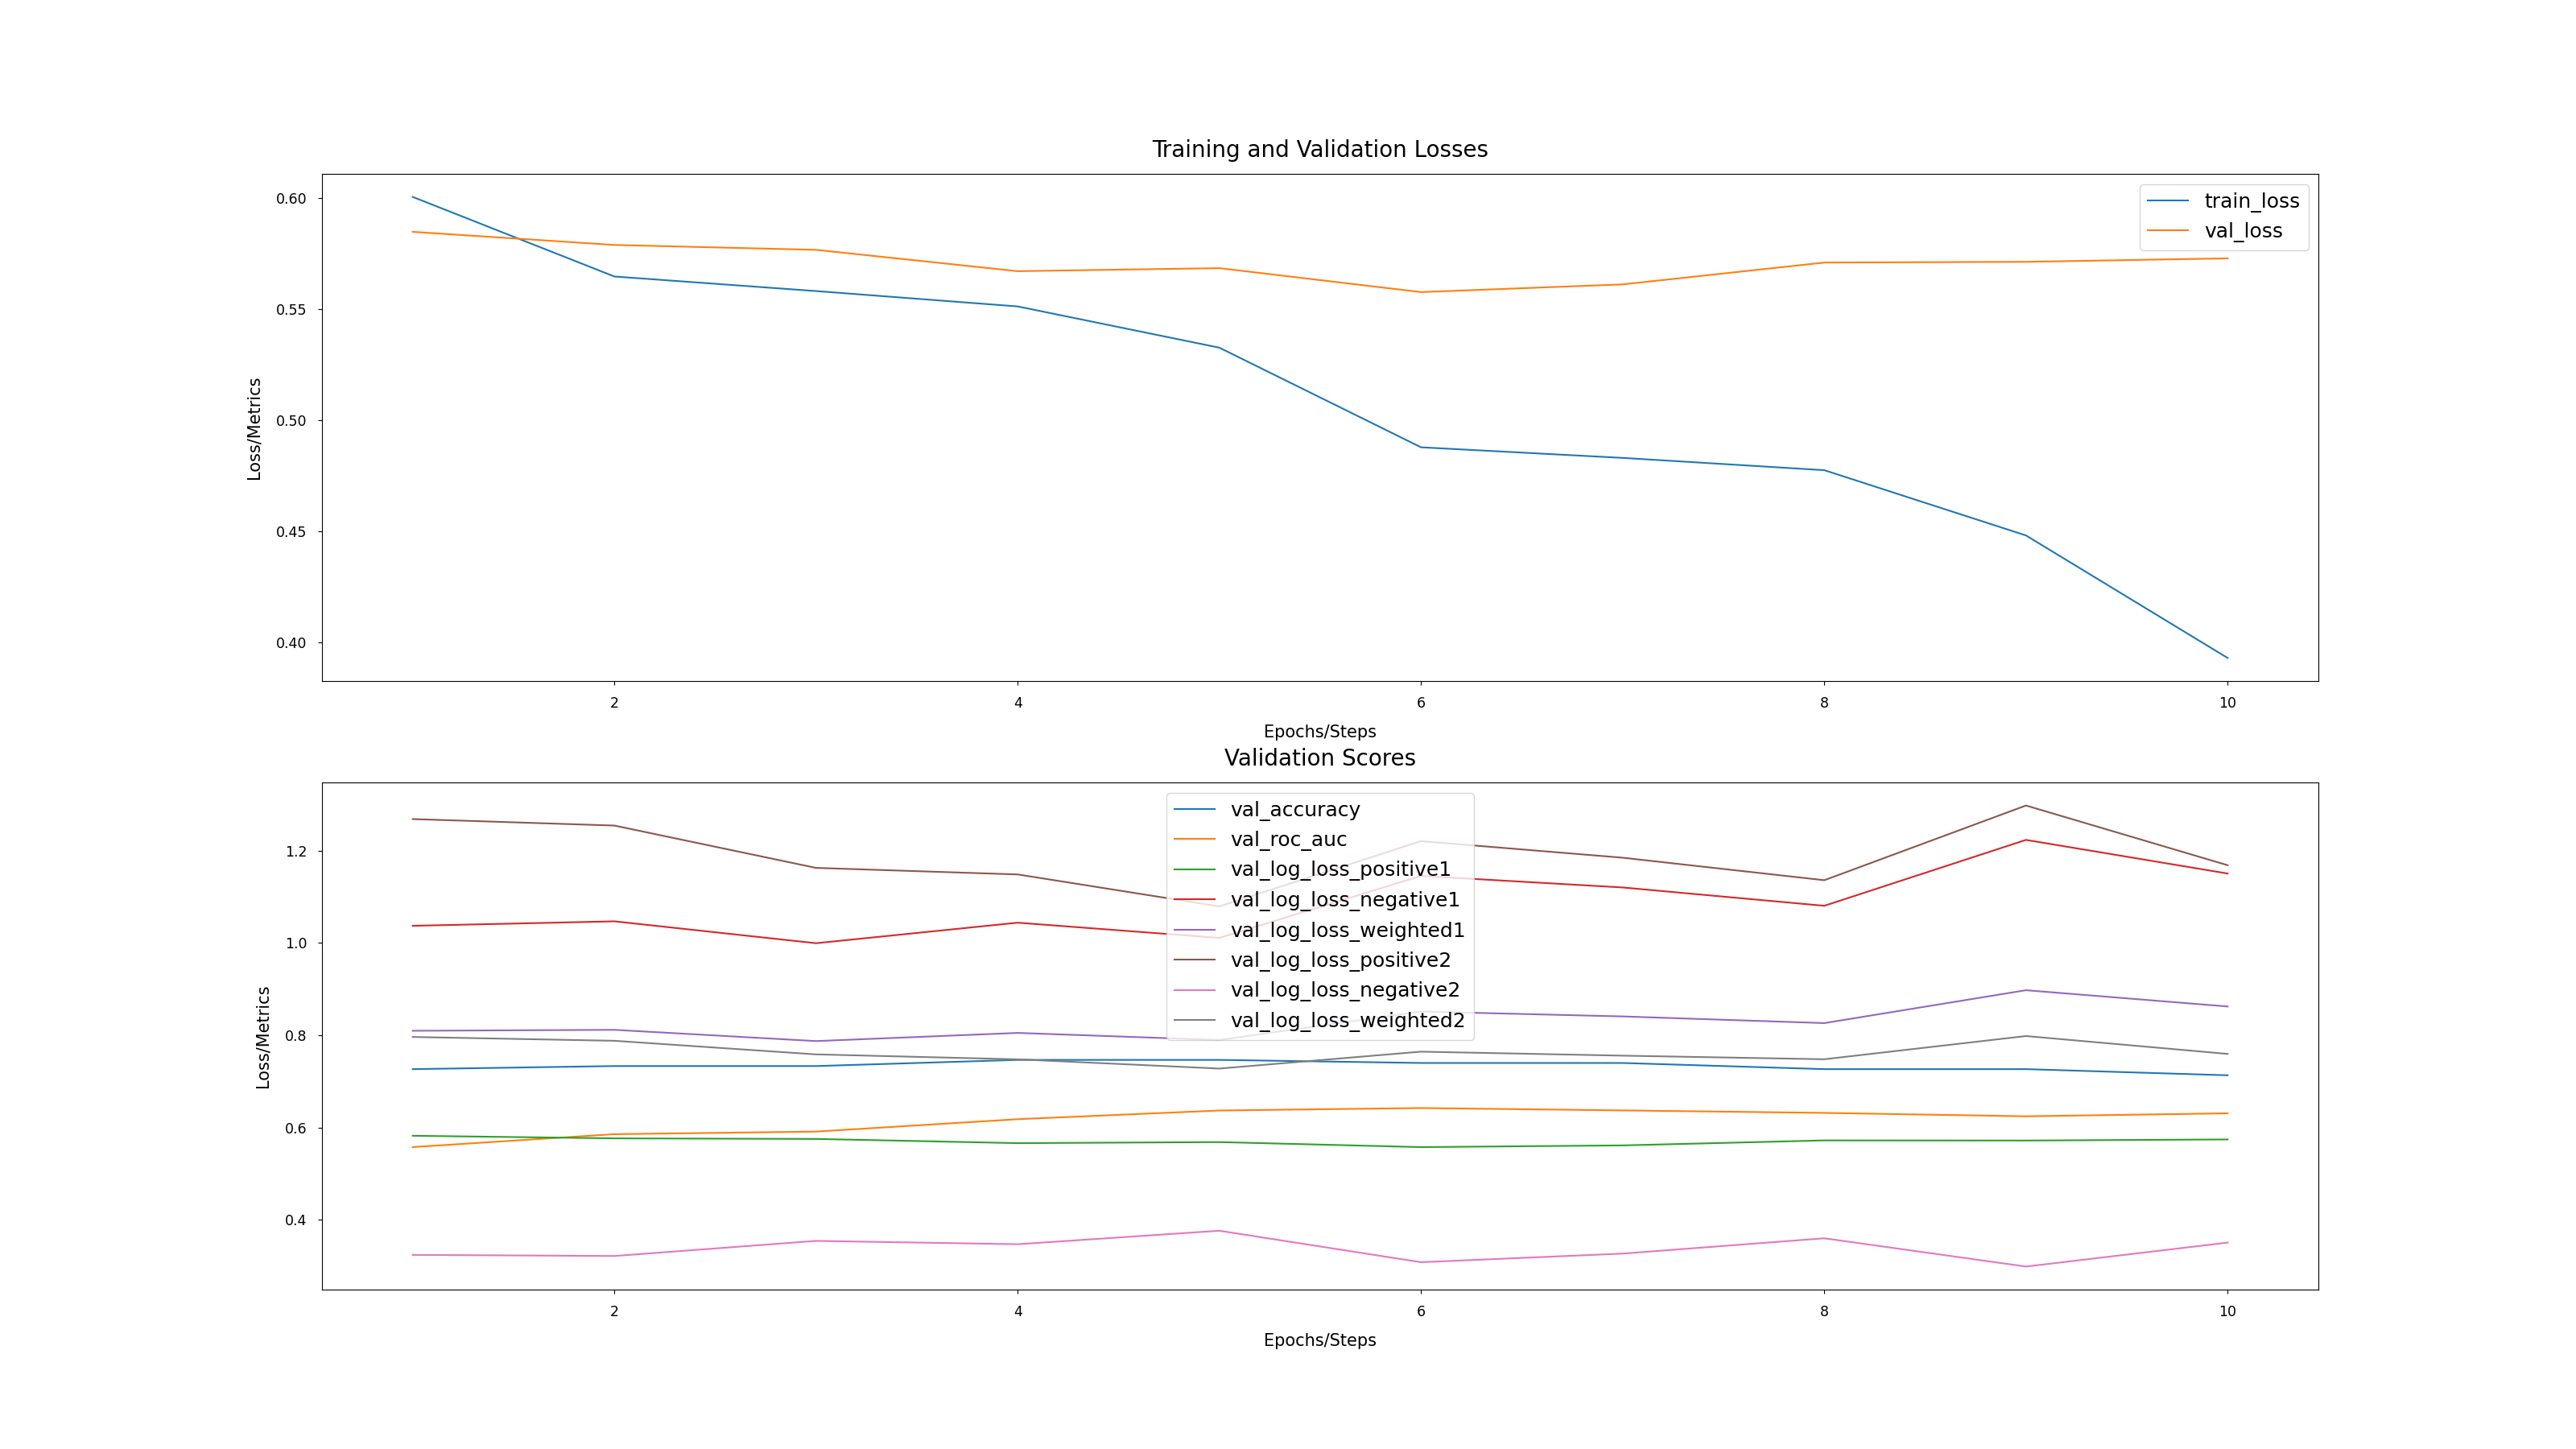 Training and Validation Losses
train_loss
val_loss
0.60
0.55
0.50
0.45
0.40
Loss/Metrics
2 4 6 8 10
Epochs/Steps
Validation Scores
val_accuracy
val_roc_auc
val_log_loss_positive1
val_log_loss_negative1
val_log_loss_weighted1
val_log_loss_positive2
val_log_loss_negative2
val_log_loss_weighted2
1.2
1.0
0.8
0.6
0.4
Loss/Metrics
2 4 6 8 10
Epochs/Steps